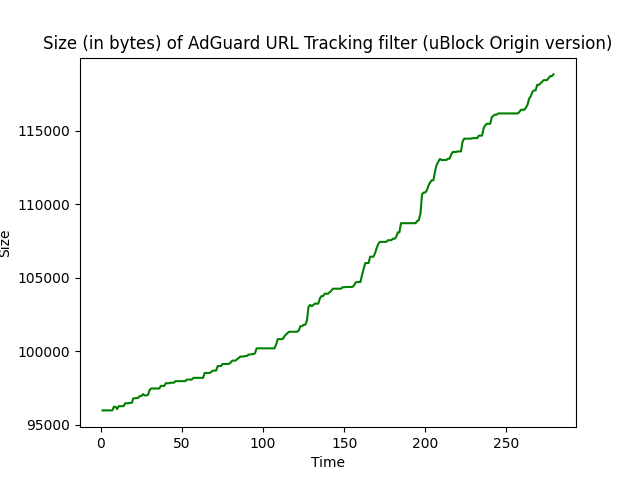 Size (in bytes) of AdGuard URL Tracking filter (uBlock Origin version)
115000
110000
105000
100000
95000
Size
0 50 100 150 200 250
Time